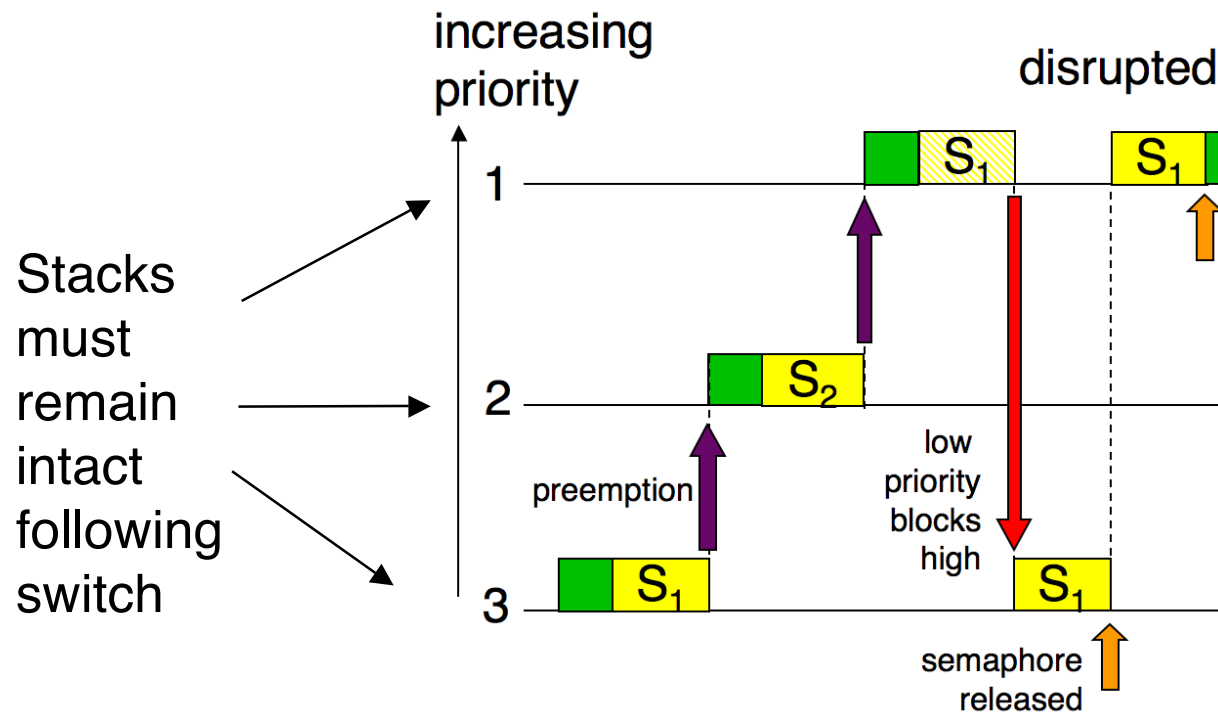 increasing
priority
disrupted
1
S₁
S₁
Stacks
must
remain
intact
following
switch
2
S₂
low
priority
blocks
high
preemption
3
S₁
S₁
semaphore
released